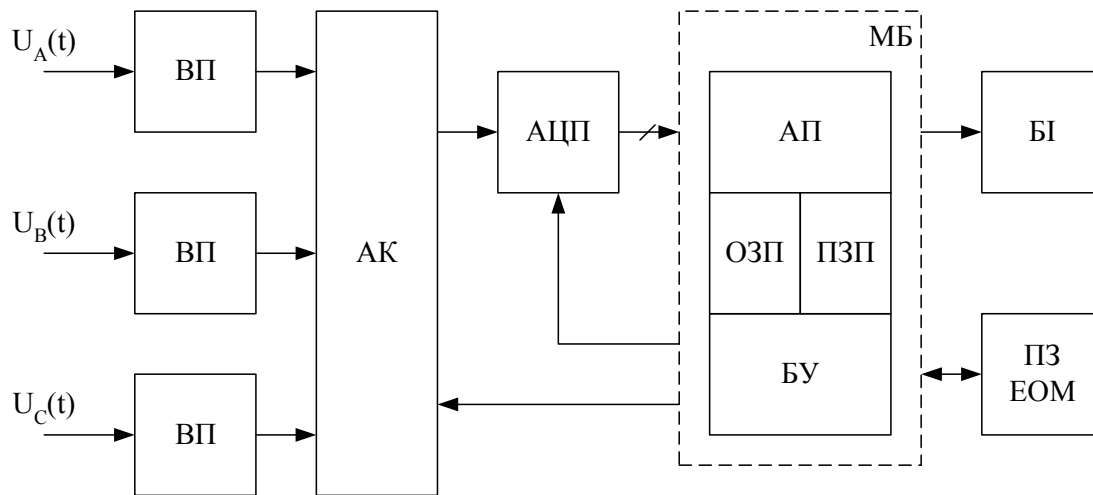 U_A(t)
ВП
U_B(t)
ВП
U_C(t)
ВП
АК
АЦП
МБ
АП
ОЗП
ПЗП
БУ
БІ
ПЗ
ЕОМ